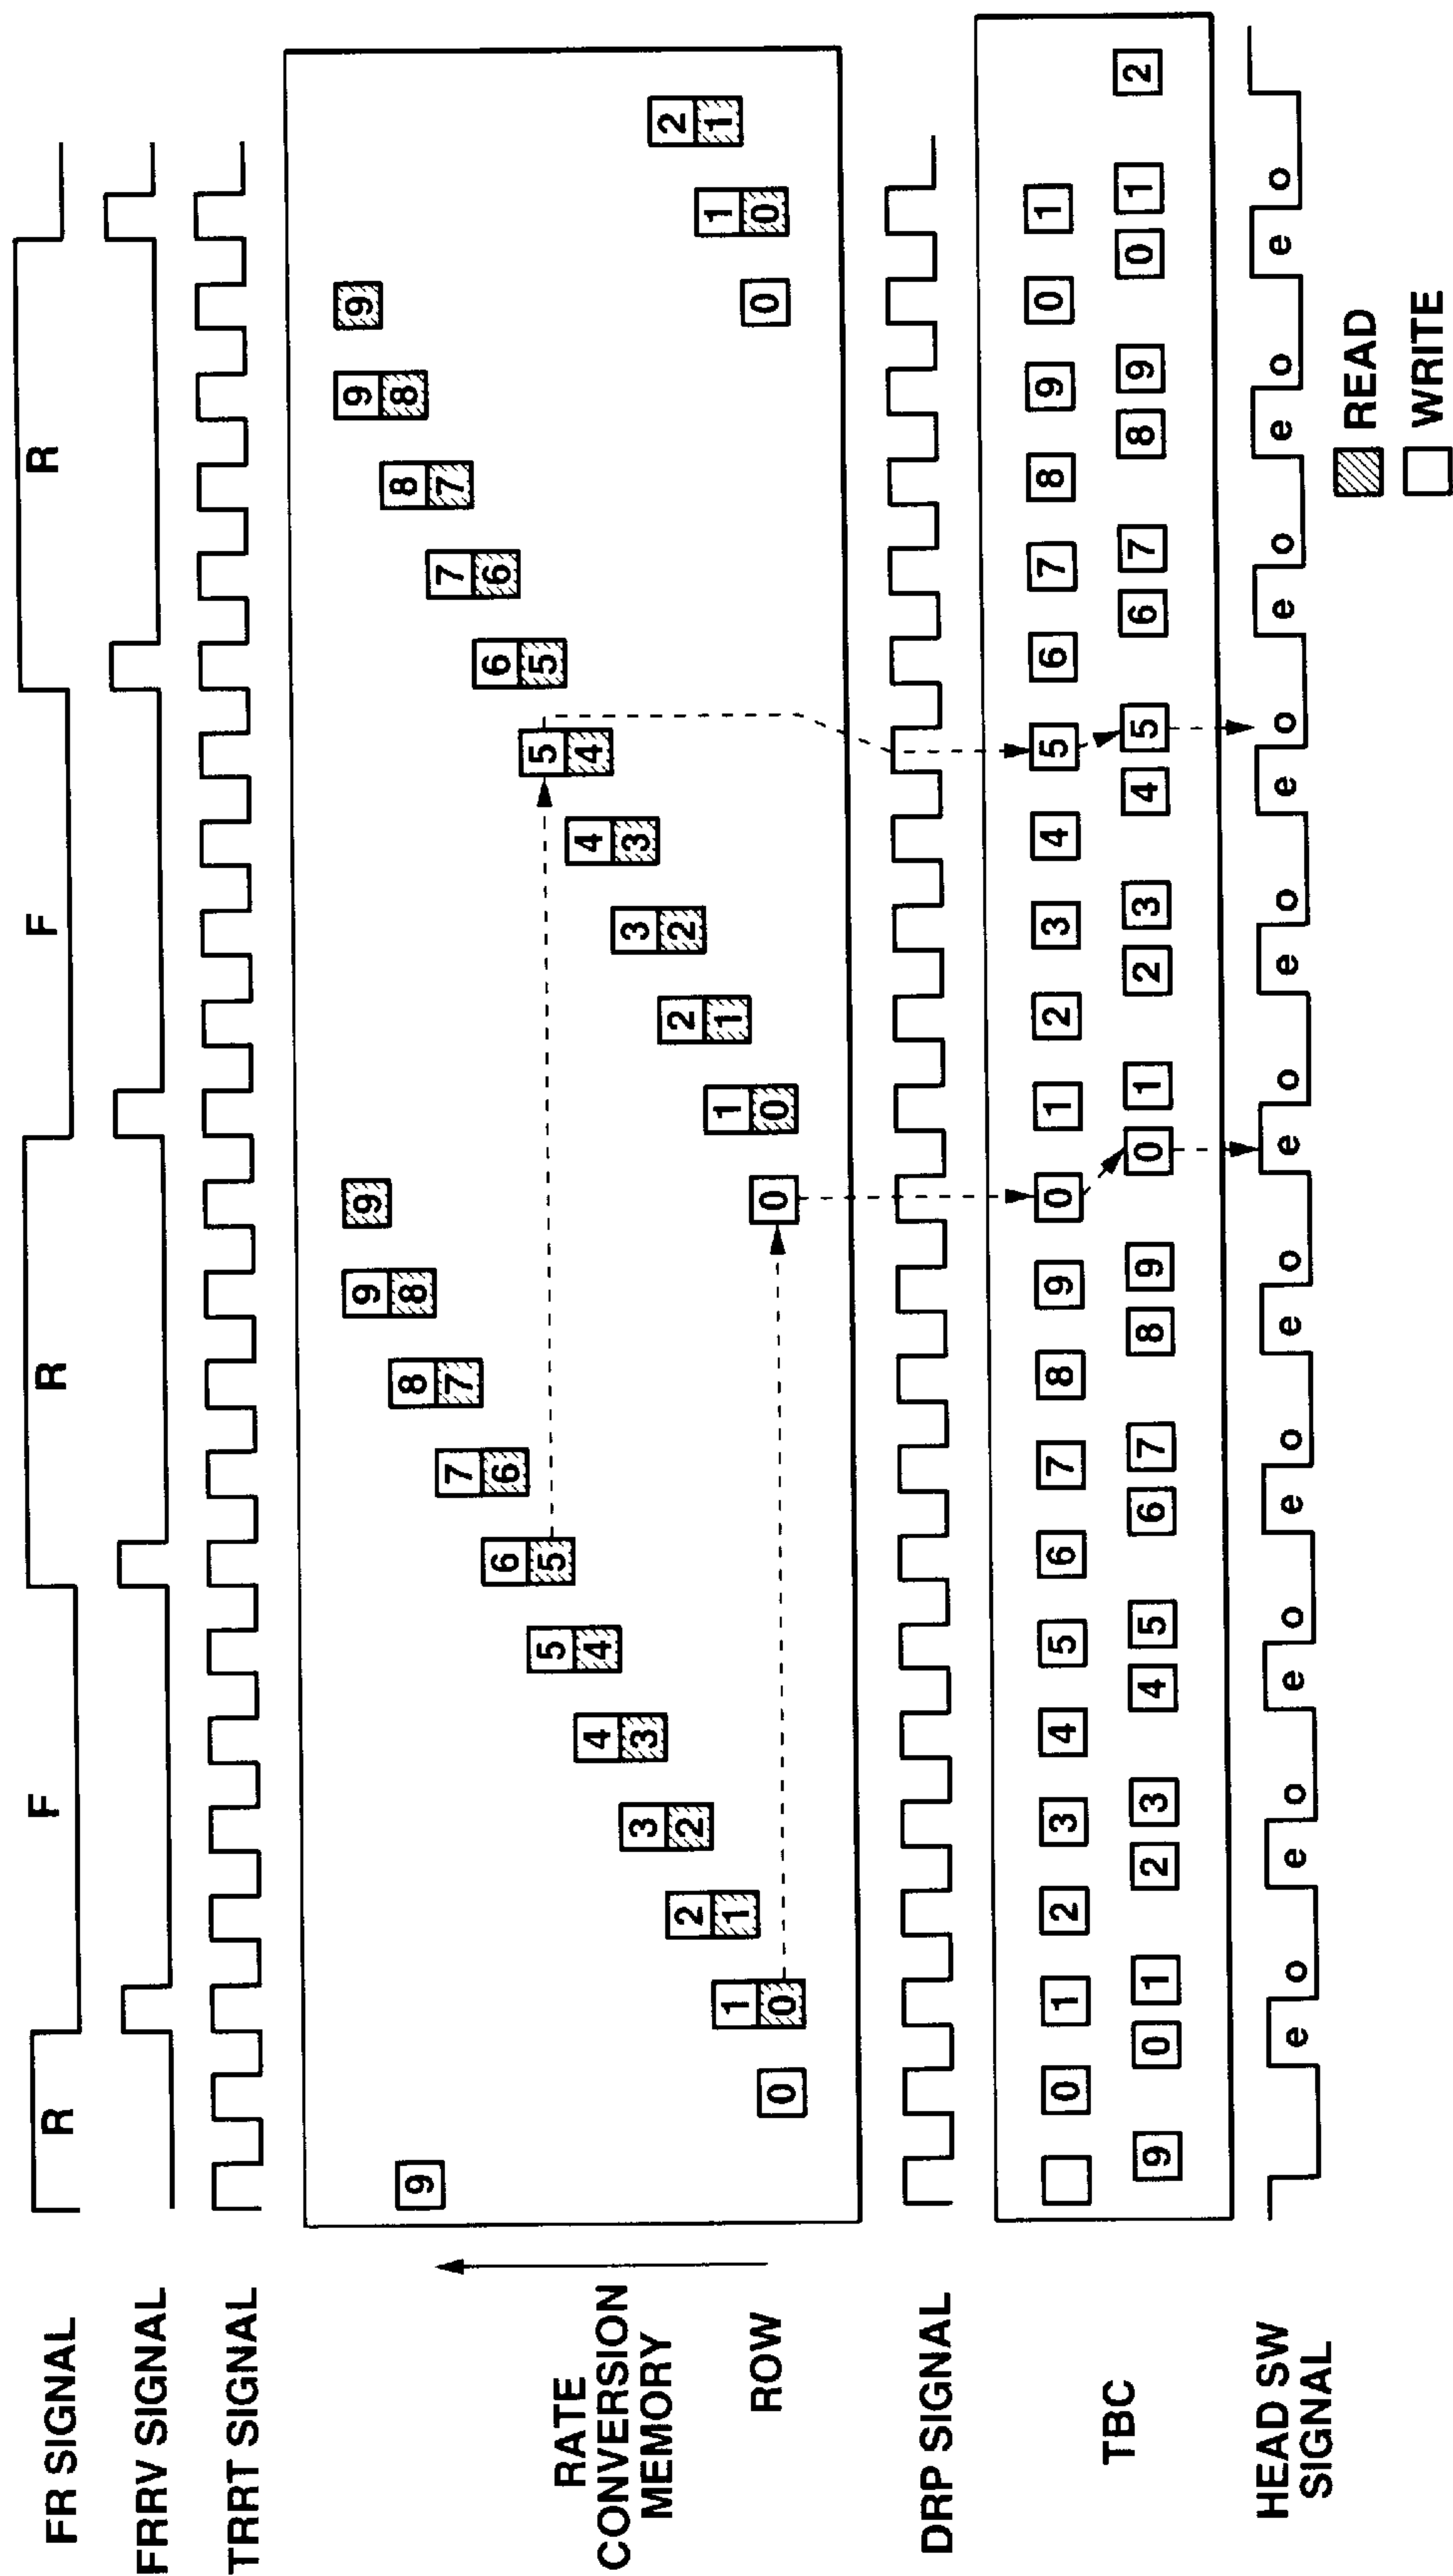 FR SIGNAL
R F R F R
FRRV SIGNAL
TRRT SIGNAL
RATE
CONVERSION
MEMORY
ROW
9 9 9 9
9 8 8 8 8
7 7 7 7
6 6 6 6
5 5 5 5
4 4 4 4
3 3 3 3
2 2 2 2 2
1 1 1 1 1 1
0 0 0 0 0 0
DRP SIGNAL
TBC
0 1 2 3 4 5 6 7 8 9 0 1 2 3 4 5 6 7 8 9 0 1
9 0 1 2 3 4 5 6 7 8 9 0 1 2 3 4 5 6 7 8 9 0 1 2
HEAD SW
SIGNAL
e o e o e o e o e o e o e o e o e o e o e o
READ
WRITE